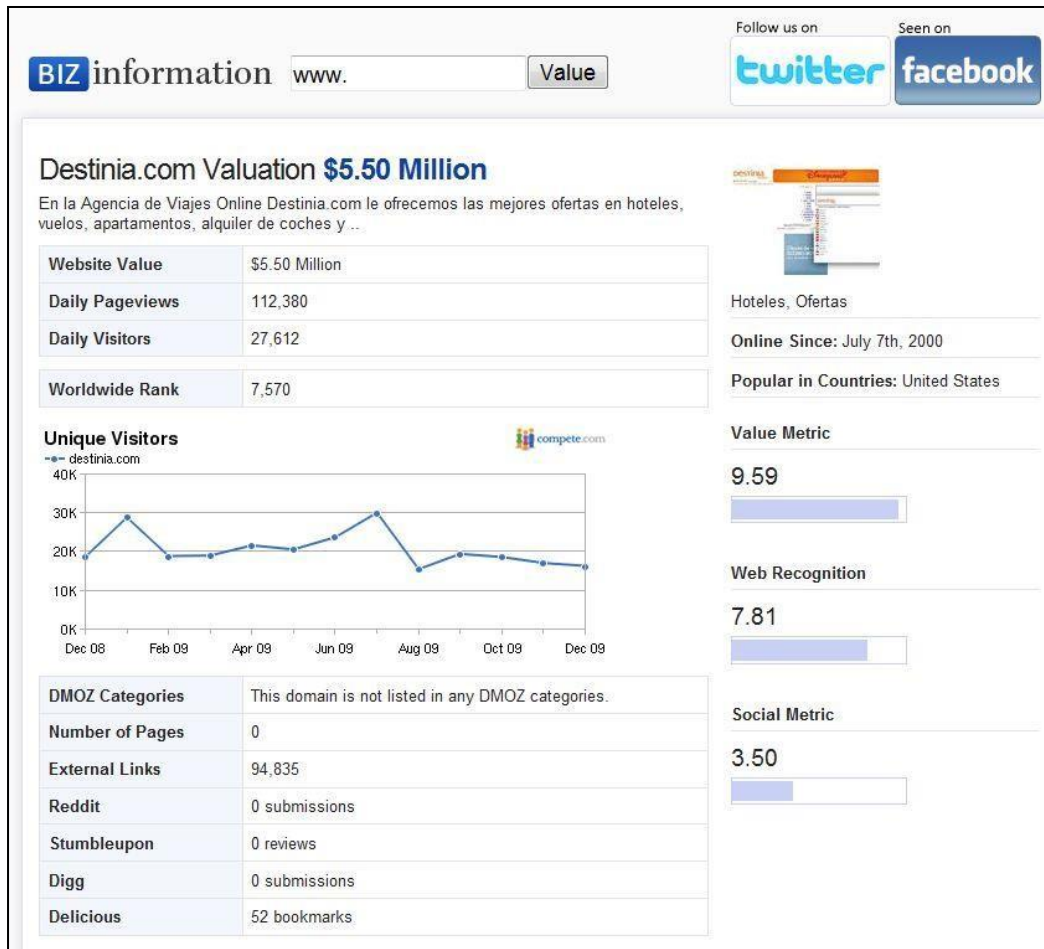 Follow us on
Seen on
BIZ information
www.
Value
twitter
facebook
Destinia.com Valuation $5.50 Million
En la Agencia de Viajes Online Destinia.com le ofrecemos las mejores ofertas en hoteles,
vuelos, apartamentos, alquiler de coches y ..
Website Value $5.50 Million
Daily Pageviews 112,380
Daily Visitors 27,612
Worldwide Rank 7,570
Unique Visitors
compete.com
destinia.com
40K
30K
20K
10K
0K
Dec 08 Feb 09 Apr 09 Jun 09 Aug 09 Oct 09 Dec 09
DMOZ Categories This domain is not listed in any DMOZ categories.
Number of Pages 0
External Links 94,835
Reddit 0 submissions
Stumbleupon 0 reviews
Digg 0 submissions
Delicious 52 bookmarks
Hoteles, Ofertas
Online Since: July 7th, 2000
Popular in Countries: United States
Value Metric
9.59
Web Recognition
7.81
Social Metric
3.50